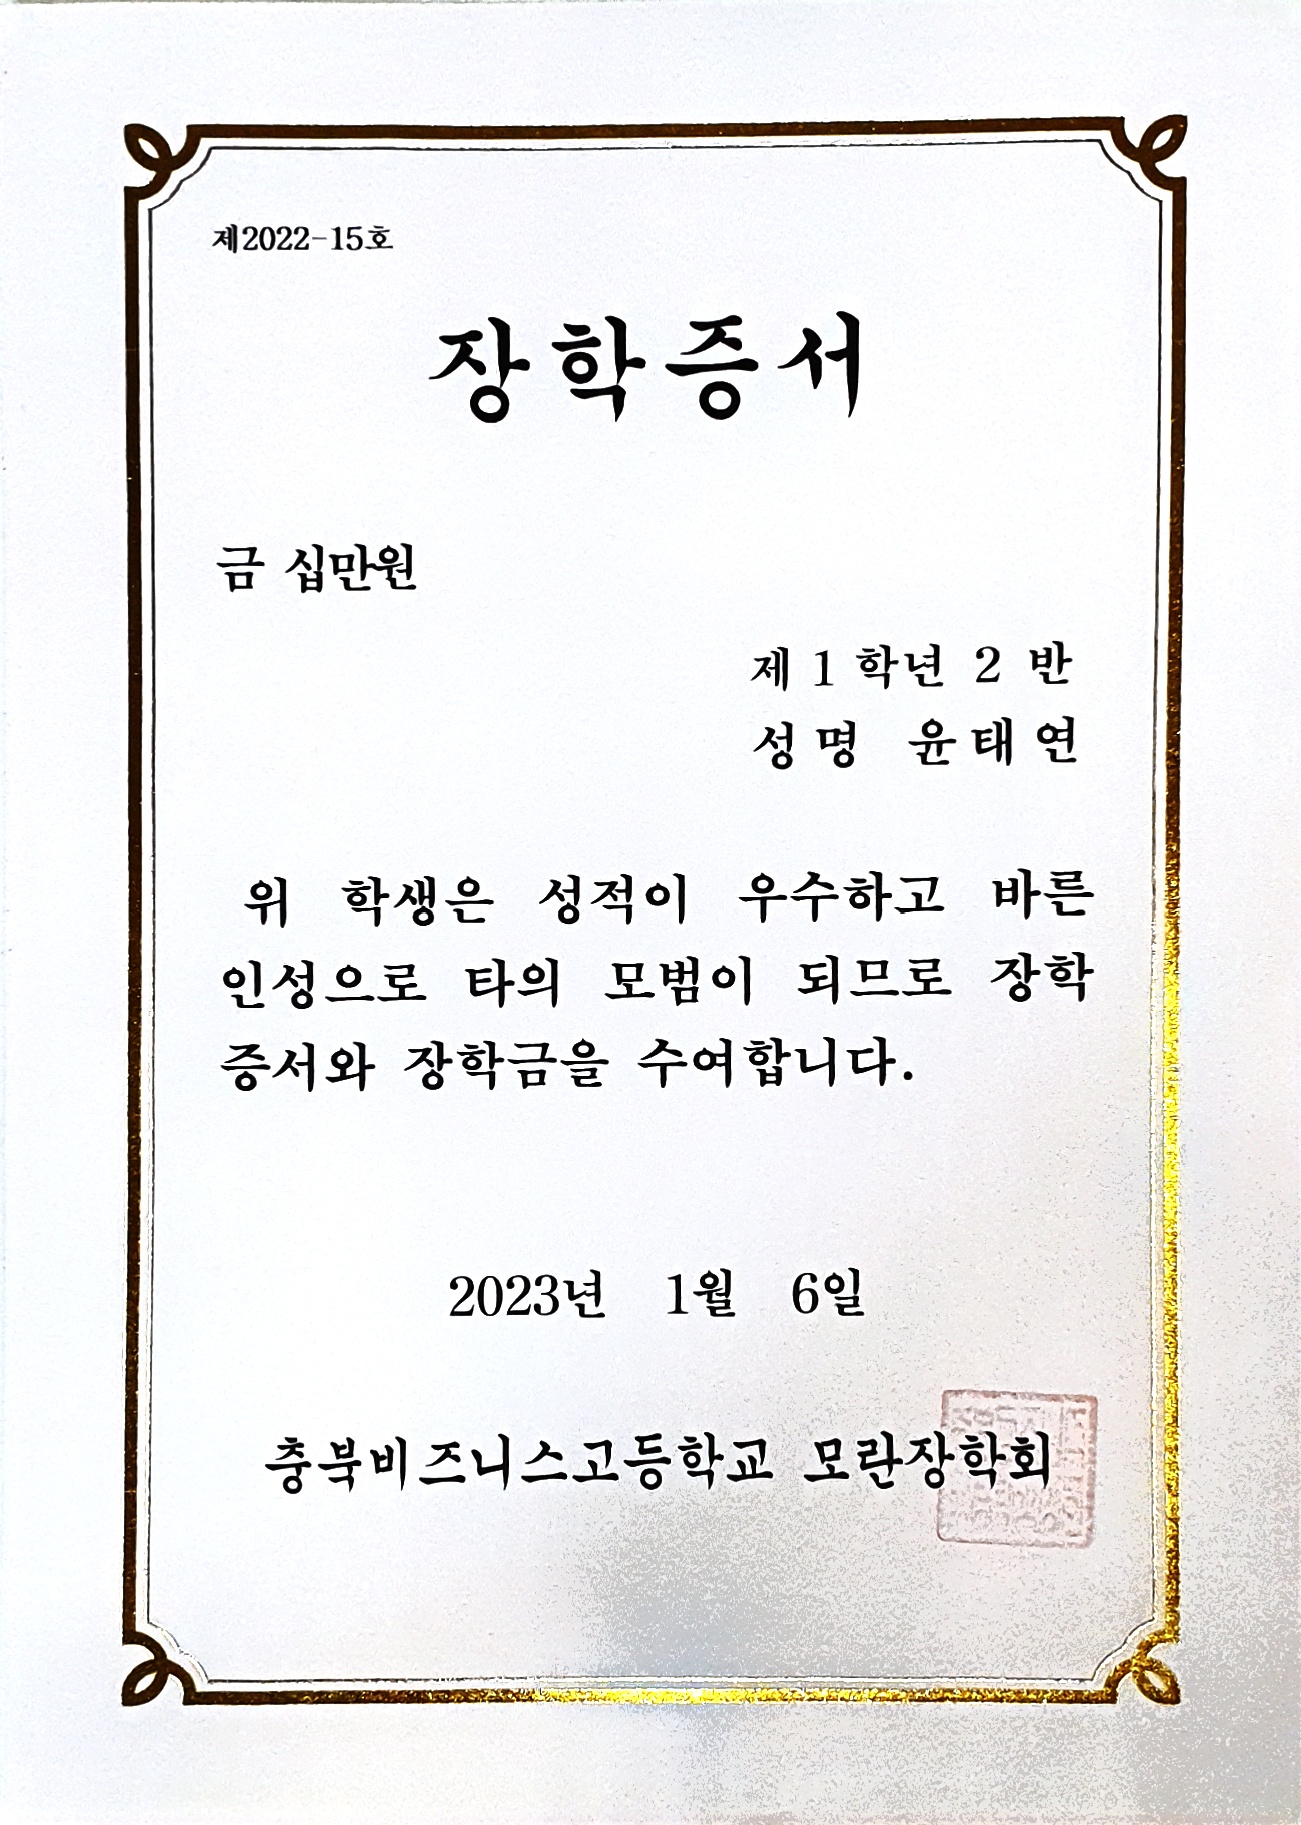 제2022-15호
장학증서
금 십만원
제 1 학년 2 반
성명 윤태연
위 학생은 성적이 우수하고 바른
인성으로 타의 모범이 되므로 장학
증서와 장학금을 수여합니다.
2023년 1월 6일
충북비즈니스고등학교 모란장학회